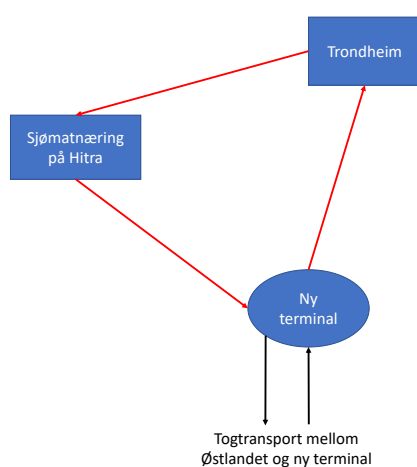 Trondheim
Sjømatnæring
på Hitra
Ny
terminal
Togtransport mellom
Østlandet og ny terminal